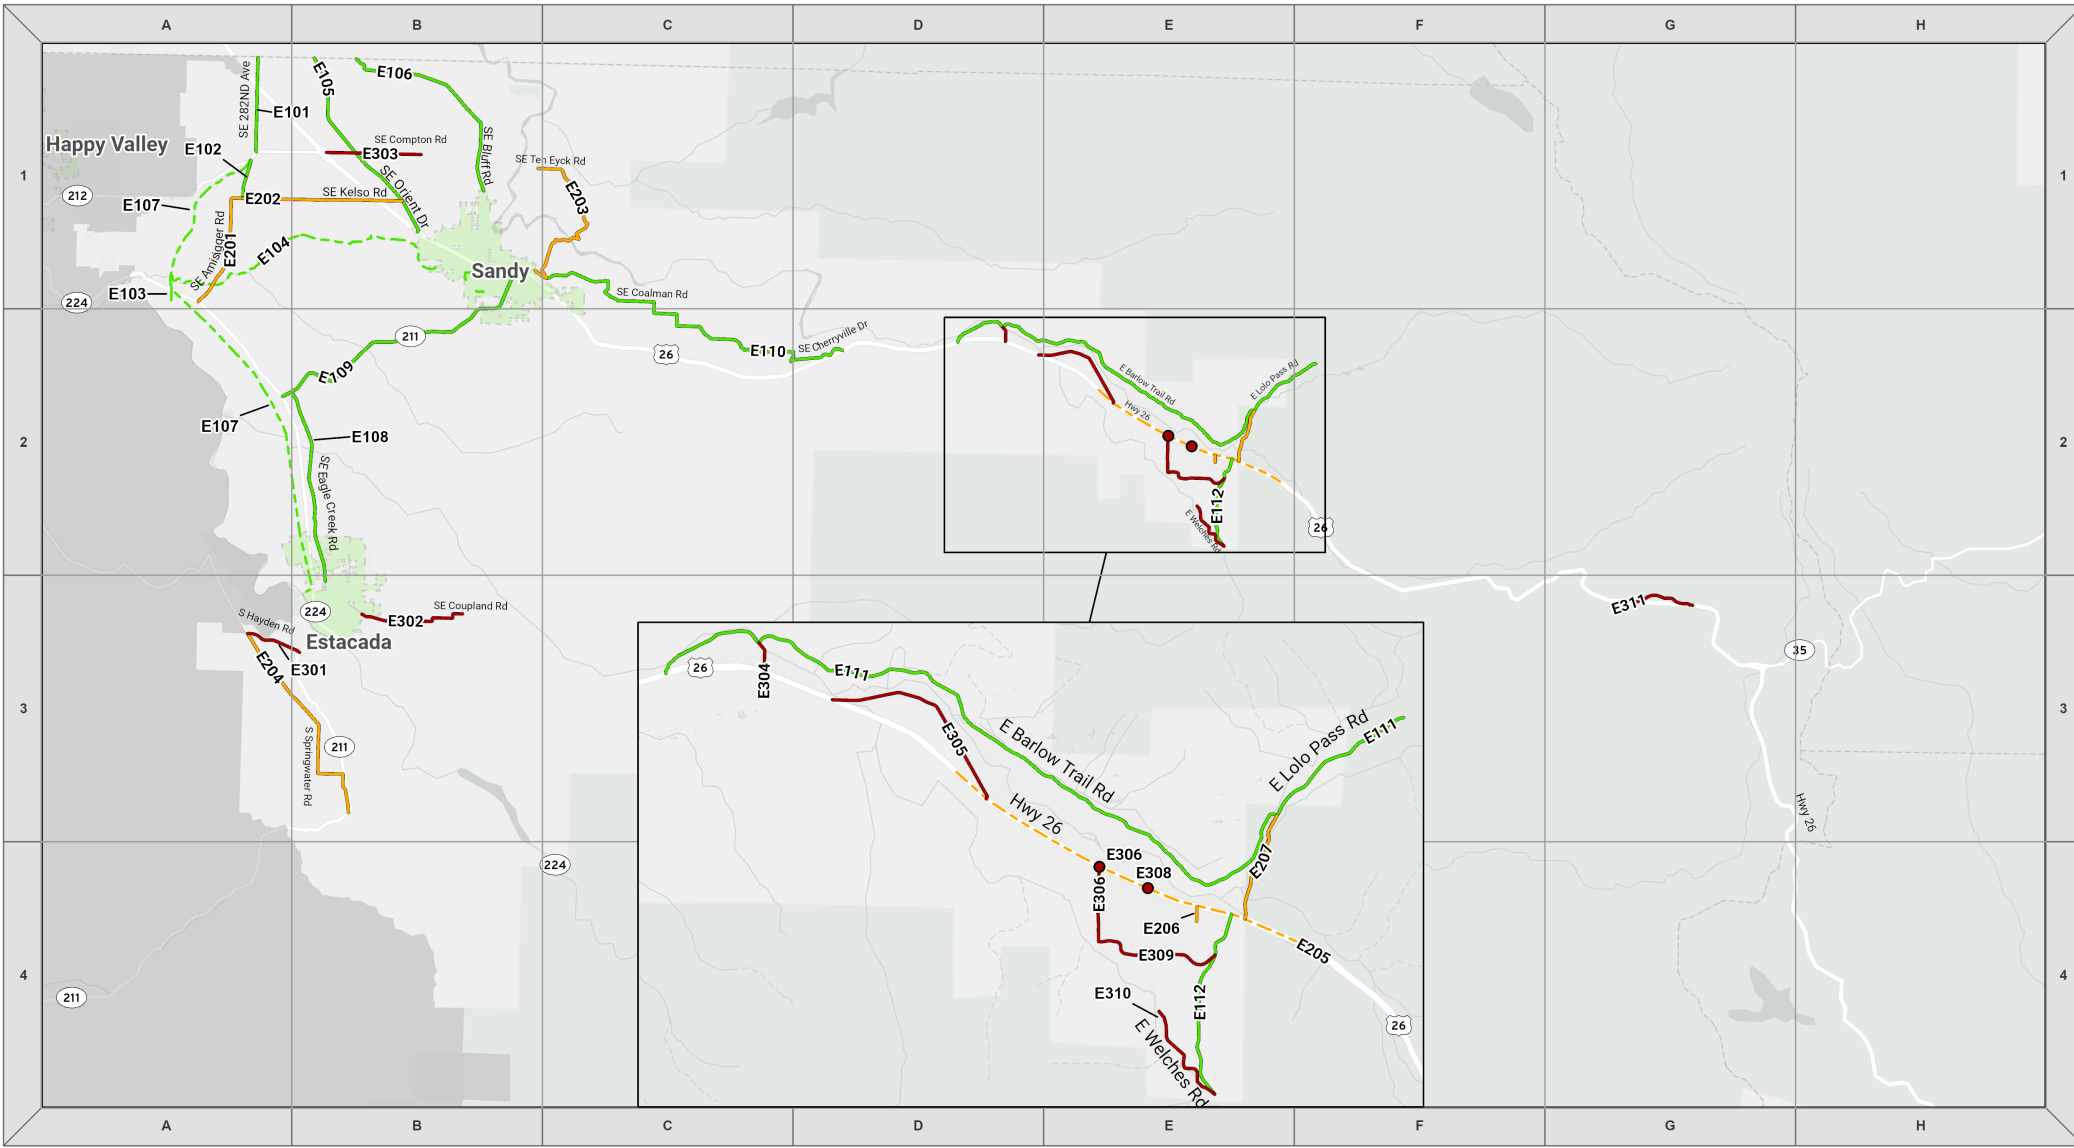 A B C D E F G H
E106
E105
SE 282ND Ave
E101
Happy Valley
E102
SE Compton Rd
E303
SE Bluff Rd
SE Ten Eyck Rd
1
1
212
SE Kelso Rd
E202
SE Orient Dr
E203
E107
SE Amisigger Rd
E201
E104
Sandy
E103
224
SE Coalman Rd
211
26
E110
SE Cherryville Dr
E109
E Barlow Trail Rd
E Lolo Pass Rd
Hwy 26
E107
E108
2
2
SE Eagle Creek Rd
E112
E Welches Rd
26
224
S Hayden Rd
E302
SE Coupland Rd
Estacada
E301
E204
E311
35
26
E304
E111
3
3
S Springwater Rd
211
E305
E Barlow Trail Rd
E Lolo Pass Rd
E111
Hwy 26
Hwy 26
224
E306
E308
E306
E207
E206
E205
E309
4
4
211
E310
E112
26
E Welches Rd
A B C D E F G H